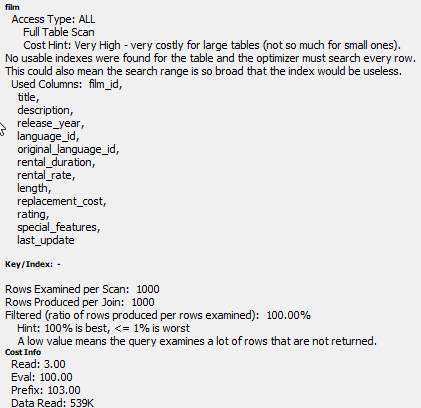 film
Access Type: ALL
Full Table Scan
Cost Hint: Very High - very costly for large tables (not so much for small ones).
No usable indexes were found for the table and the optimizer must search every row.
This could also mean the search range is so broad that the index would be useless.
Used Columns: film_id,
title,
description,
release_year,
language_id,
original_language_id,
rental_duration,
rental_rate,
length,
replacement_cost,
rating,
special_features,
last_update
Key/Index: -
Rows Examined per Scan: 1000
Rows Produced per Join: 1000
Filtered (ratio of rows produced per rows examined): 100.00%
Hint: 100% is best, <= 1% is worst
A low value means the query examines a lot of rows that are not returned.
Cost Info
Read: 3.00
Eval: 100.00
Prefix: 103.00
Data Read: 539K